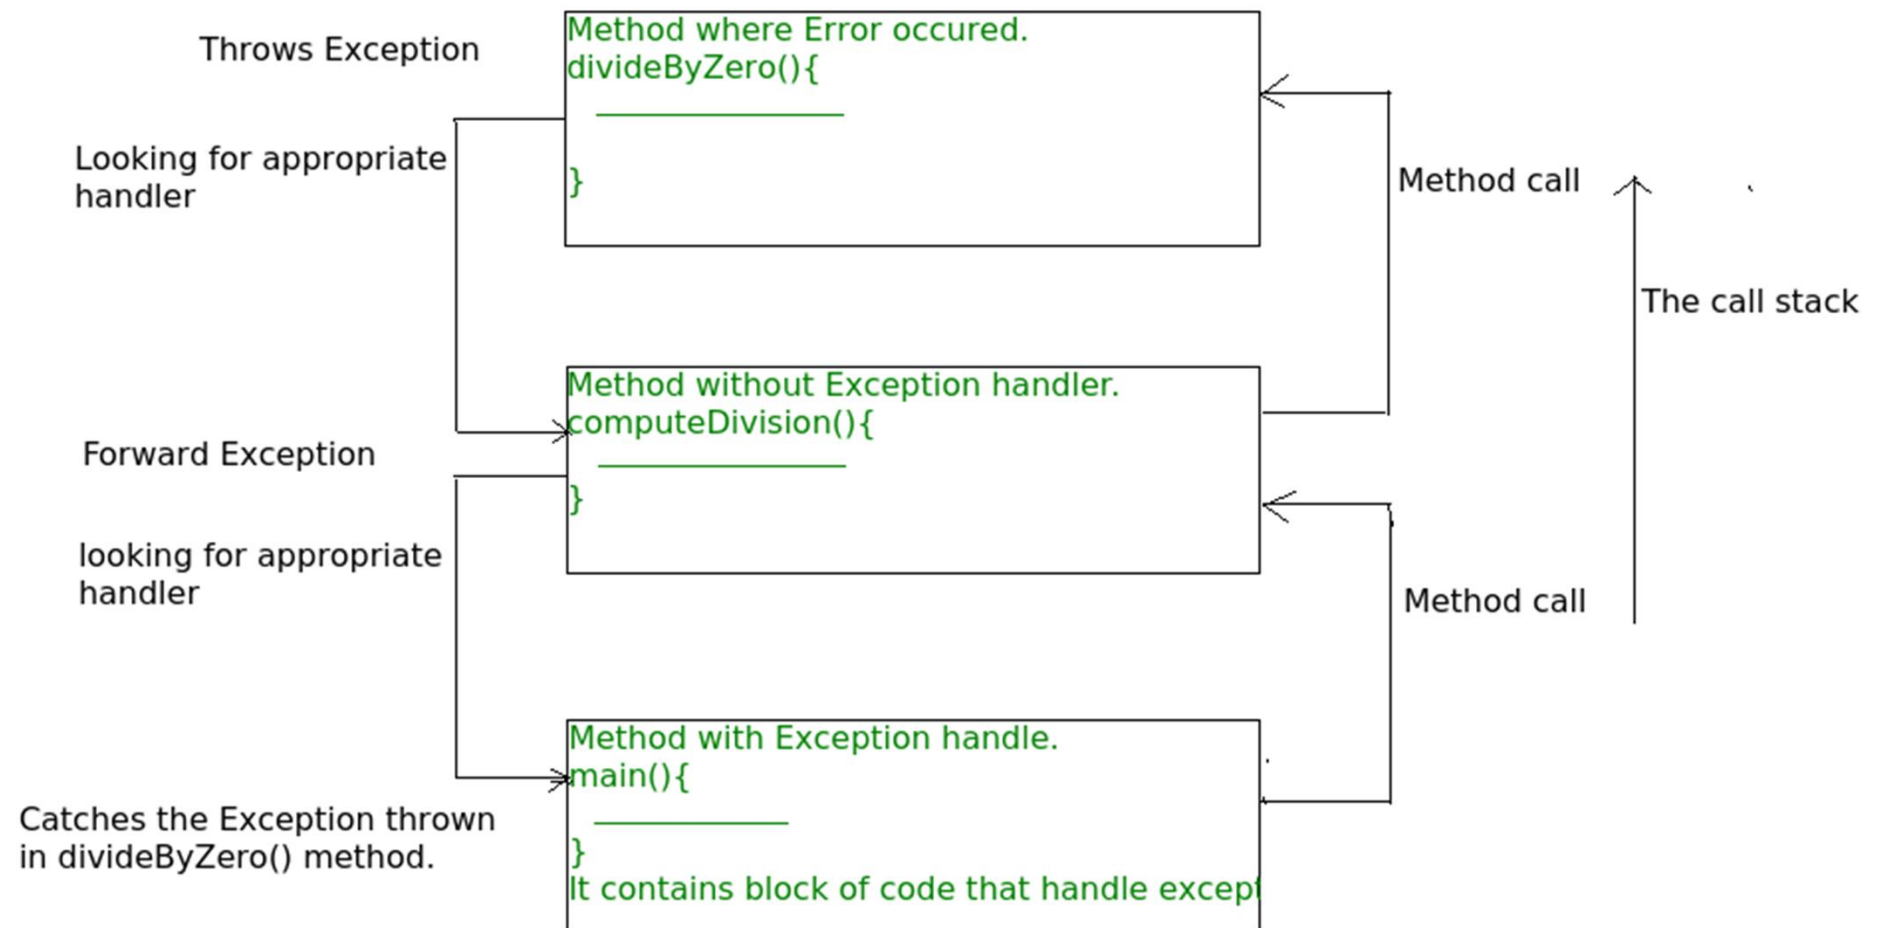 Throws Exception
Method where Error occured.
divideByZero(){
}
Looking for appropriate
handler
Method call
The call stack
Method without Exception handler.
computeDivision(){
}
Forward Exception
looking for appropriate
handler
Method call
Method with Exception handle.
main(){
}
It contains block of code that handle except
Catches the Exception thrown
in divideByZero() method.